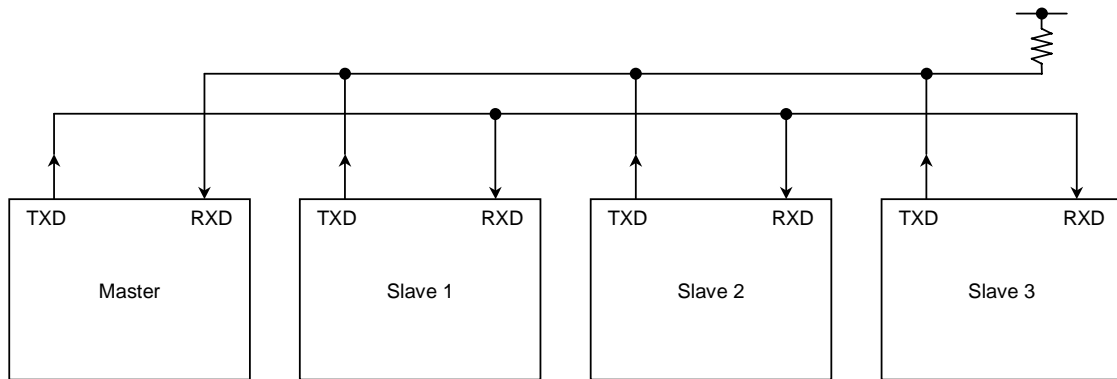 TXD RXD TXD RXD TXD RXD TXD RXD
Master Slave 1 Slave 2 Slave 3